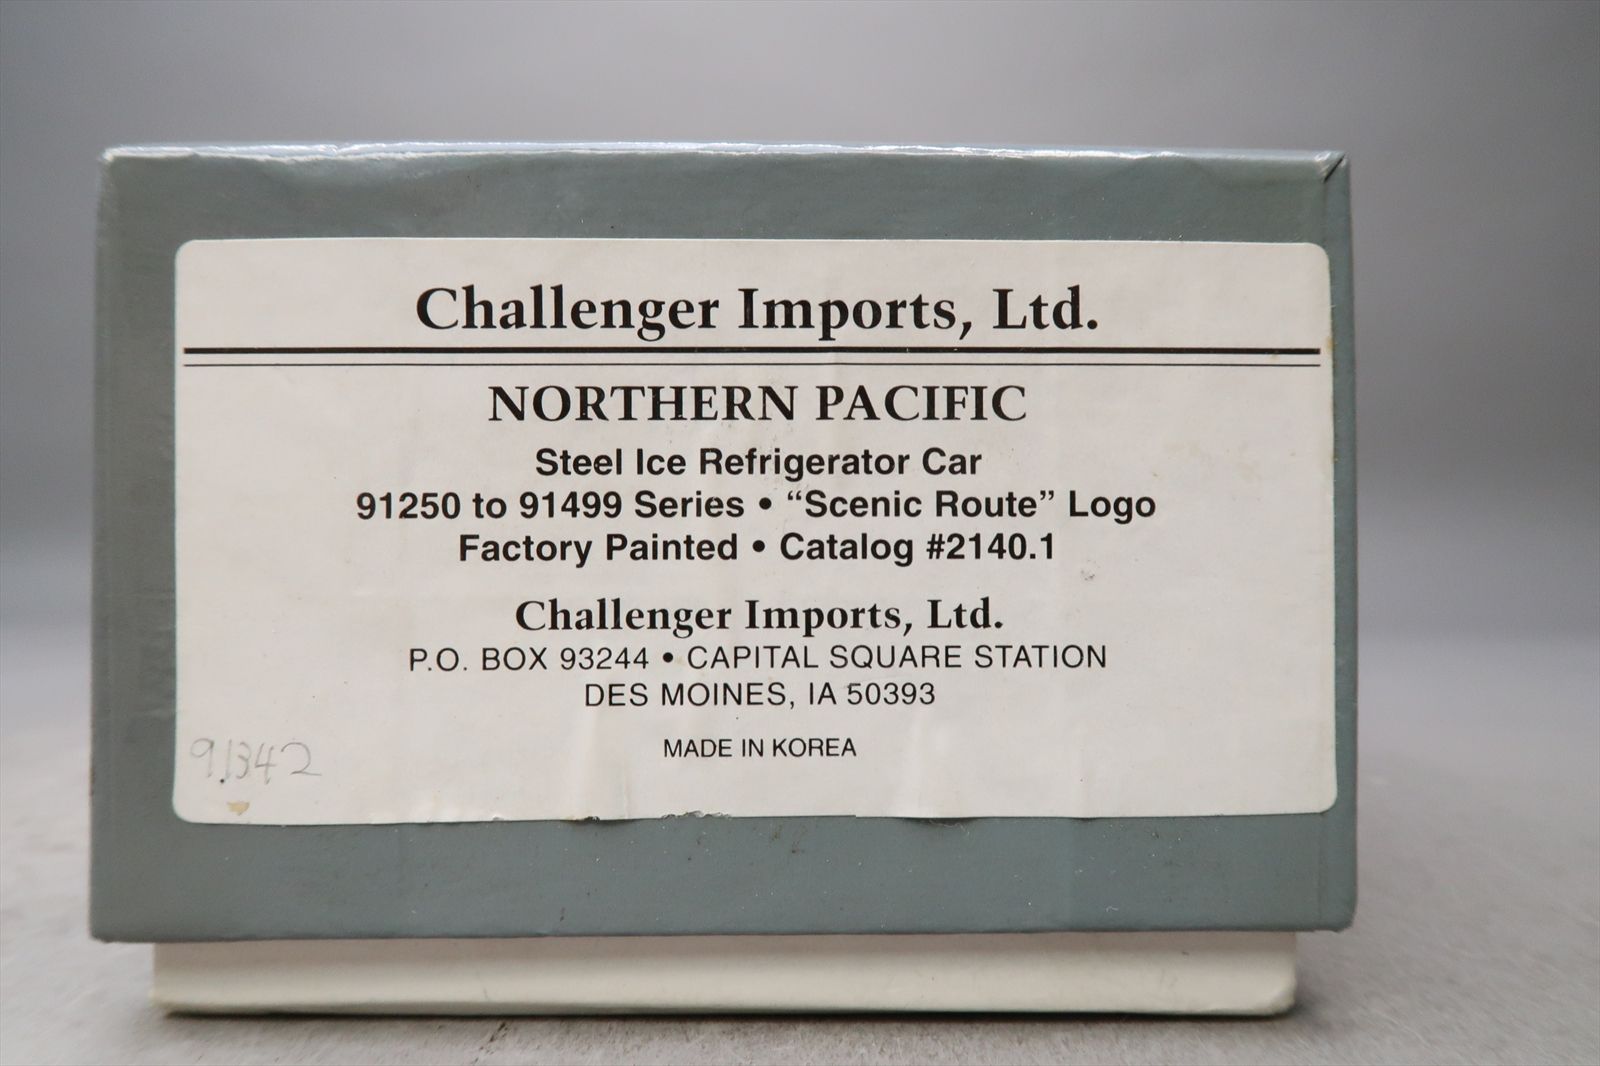 Challenger Imports, Ltd.
NORTHERN PACIFIC
Steel Ice Refrigerator Car
91250 to 91499 Series • “Scenic Route” Logo
Factory Painted • Catalog #2140.1
Challenger Imports, Ltd.
P.O. BOX 93244 • CAPITAL SQUARE STATION
DES MOINES, IA 50393
MADE IN KOREA
91342